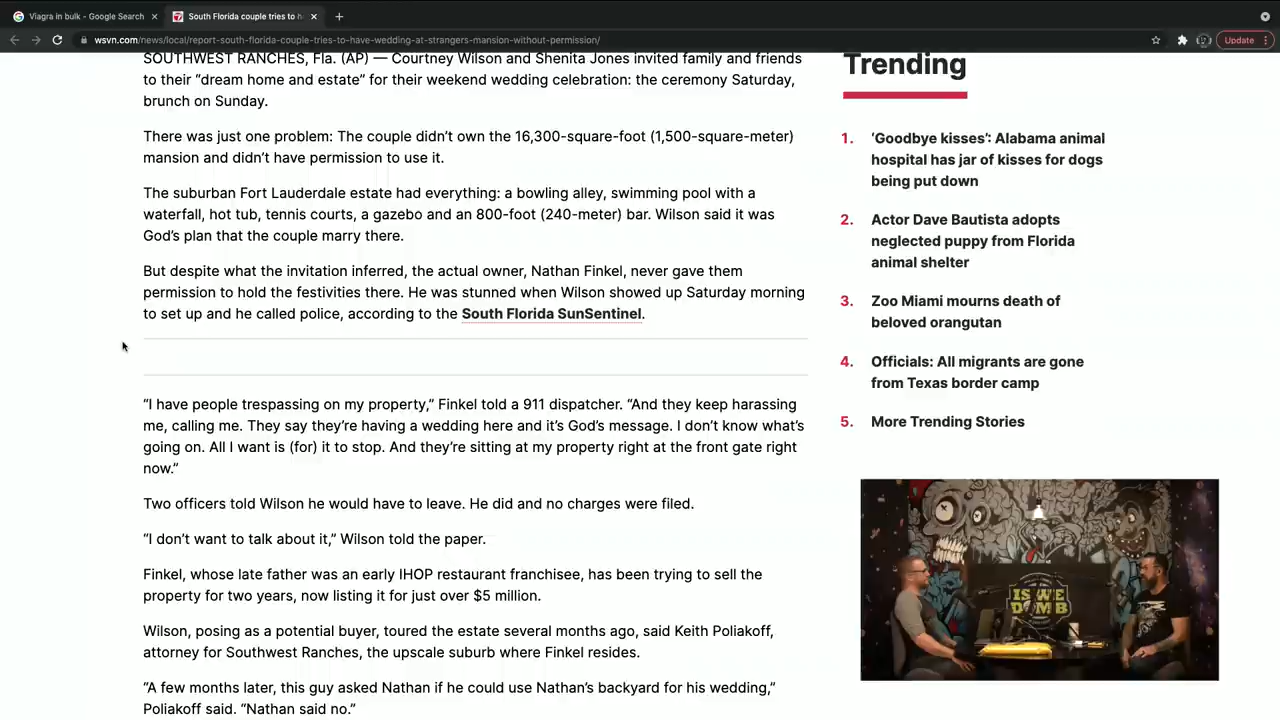 Viagra in bulk - Google Search
South Florida couple tries to h
Update
wsvn.com/news/local/report-south-florida-couple-tries-to-have-wedding-at-strangers-mansion-without-permission/
SOUTHWEST RANCHES, Fla. (AP) — Courtney Wilson and Shenita Jones invited family and friends
to their “dream home and estate” for their weekend wedding celebration: the ceremony Saturday,
brunch on Sunday.
There was just one problem: The couple didn’t own the 16,300-square-foot (1,500-square-meter)
mansion and didn’t have permission to use it.
The suburban Fort Lauderdale estate had everything: a bowling alley, swimming pool with a
waterfall, hot tub, tennis courts, a gazebo and an 800-foot (240-meter) bar. Wilson said it was
God’s plan that the couple marry there.
But despite what the invitation inferred, the actual owner, Nathan Finkel, never gave them
permission to hold the festivities there. He was stunned when Wilson showed up Saturday morning
to set up and he called police, according to the South Florida SunSentinel.
“I have people trespassing on my property,” Finkel told a 911 dispatcher. “And they keep harassing
me, calling me. They say they’re having a wedding here and it’s God’s message. I don’t know what’s
going on. All I want is (for) it to stop. And they’re sitting at my property right at the front gate right
now.”
Two officers told Wilson he would have to leave. He did and no charges were filed.
“I don’t want to talk about it,” Wilson told the paper.
Finkel, whose late father was an early IHOP restaurant franchisee, has been trying to sell the
property for two years, now listing it for just over $5 million.
Wilson, posing as a potential buyer, toured the estate several months ago, said Keith Poliakoff,
attorney for Southwest Ranches, the upscale suburb where Finkel resides.
“A few months later, this guy asked Nathan if he could use Nathan’s backyard for his wedding,”
Poliakoff said. “Nathan said no.”
Trending
1. ‘Goodbye kisses’: Alabama animal
hospital has jar of kisses for dogs
being put down
2. Actor Dave Bautista adopts
neglected puppy from Florida
animal shelter
3. Zoo Miami mourns death of
beloved orangutan
4. Officials: All migrants are gone
from Texas border camp
5. More Trending Stories
IS WE
DUMB